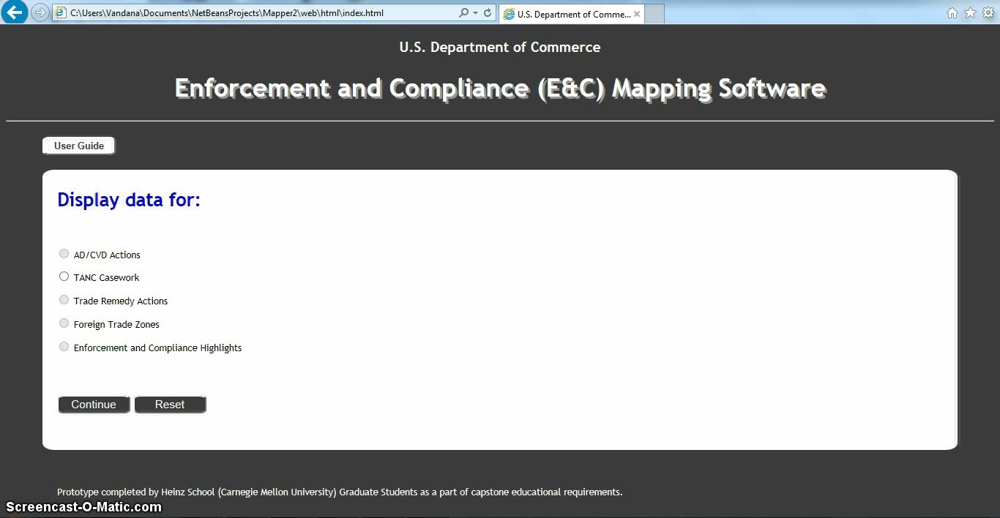 C:\Users\Vandana\Documents\NetBeansProjects\Mapper2\web\html\index.html
U.S. Department of Comme...
U.S. Department of Commerce
Enforcement and Compliance (E&C) Mapping Software
User Guide
Display data for:
AD/CVD Actions
TANC Casework
Trade Remedy Actions
Foreign Trade Zones
Enforcement and Compliance Highlights
Continue Reset
Prototype completed by Heinz School (Carnegie Mellon University) Graduate Students as a part of capstone educational requirements.
Screencast-O-Matic.com